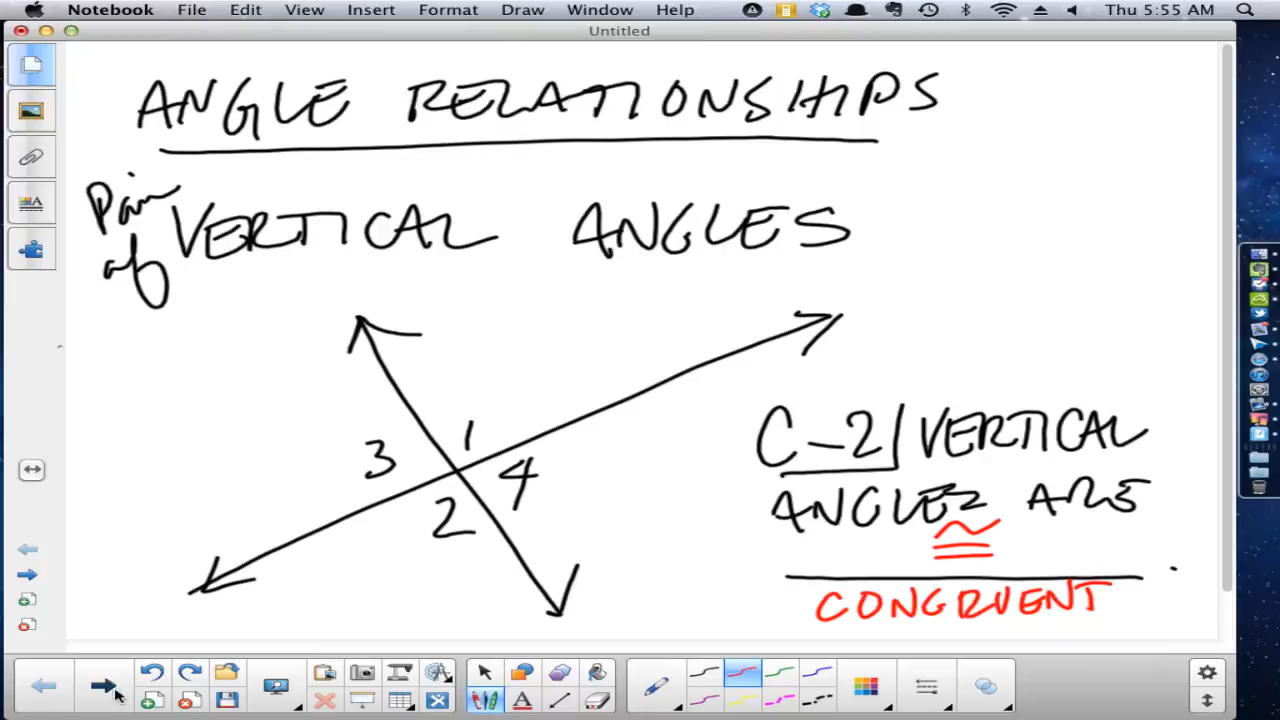 Notebook File Edit View Insert Format Draw Window Help Thu 5:55 AM
Untitled
ANGLE RELATIONSHIPS
Pair of VERTICAL ANGLES
1
3
4
2
C-2 VERTICAL
ANGLES ARE
≅
CONGRUENT